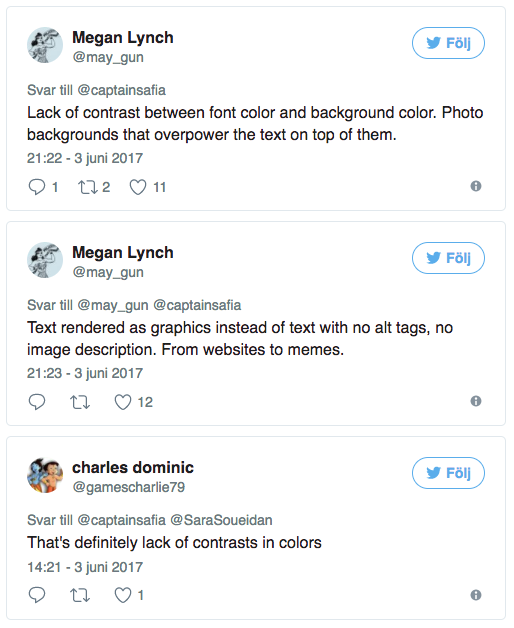 Megan Lynch
@may_gun
Följ
Svar till @captainsafia
Lack of contrast between font color and background color. Photo
backgrounds that overpower the text on top of them.
21:22 - 3 juni 2017
1 2 11
Megan Lynch
@may_gun
Följ
Svar till @may_gun @captainsafia
Text rendered as graphics instead of text with no alt tags, no
image description. From websites to memes.
21:23 - 3 juni 2017
12
charles dominic
@gamescharlie79
Följ
Svar till @captainsafia @SaraSoueidan
That's definitely lack of contrasts in colors
14:21 - 3 juni 2017
1